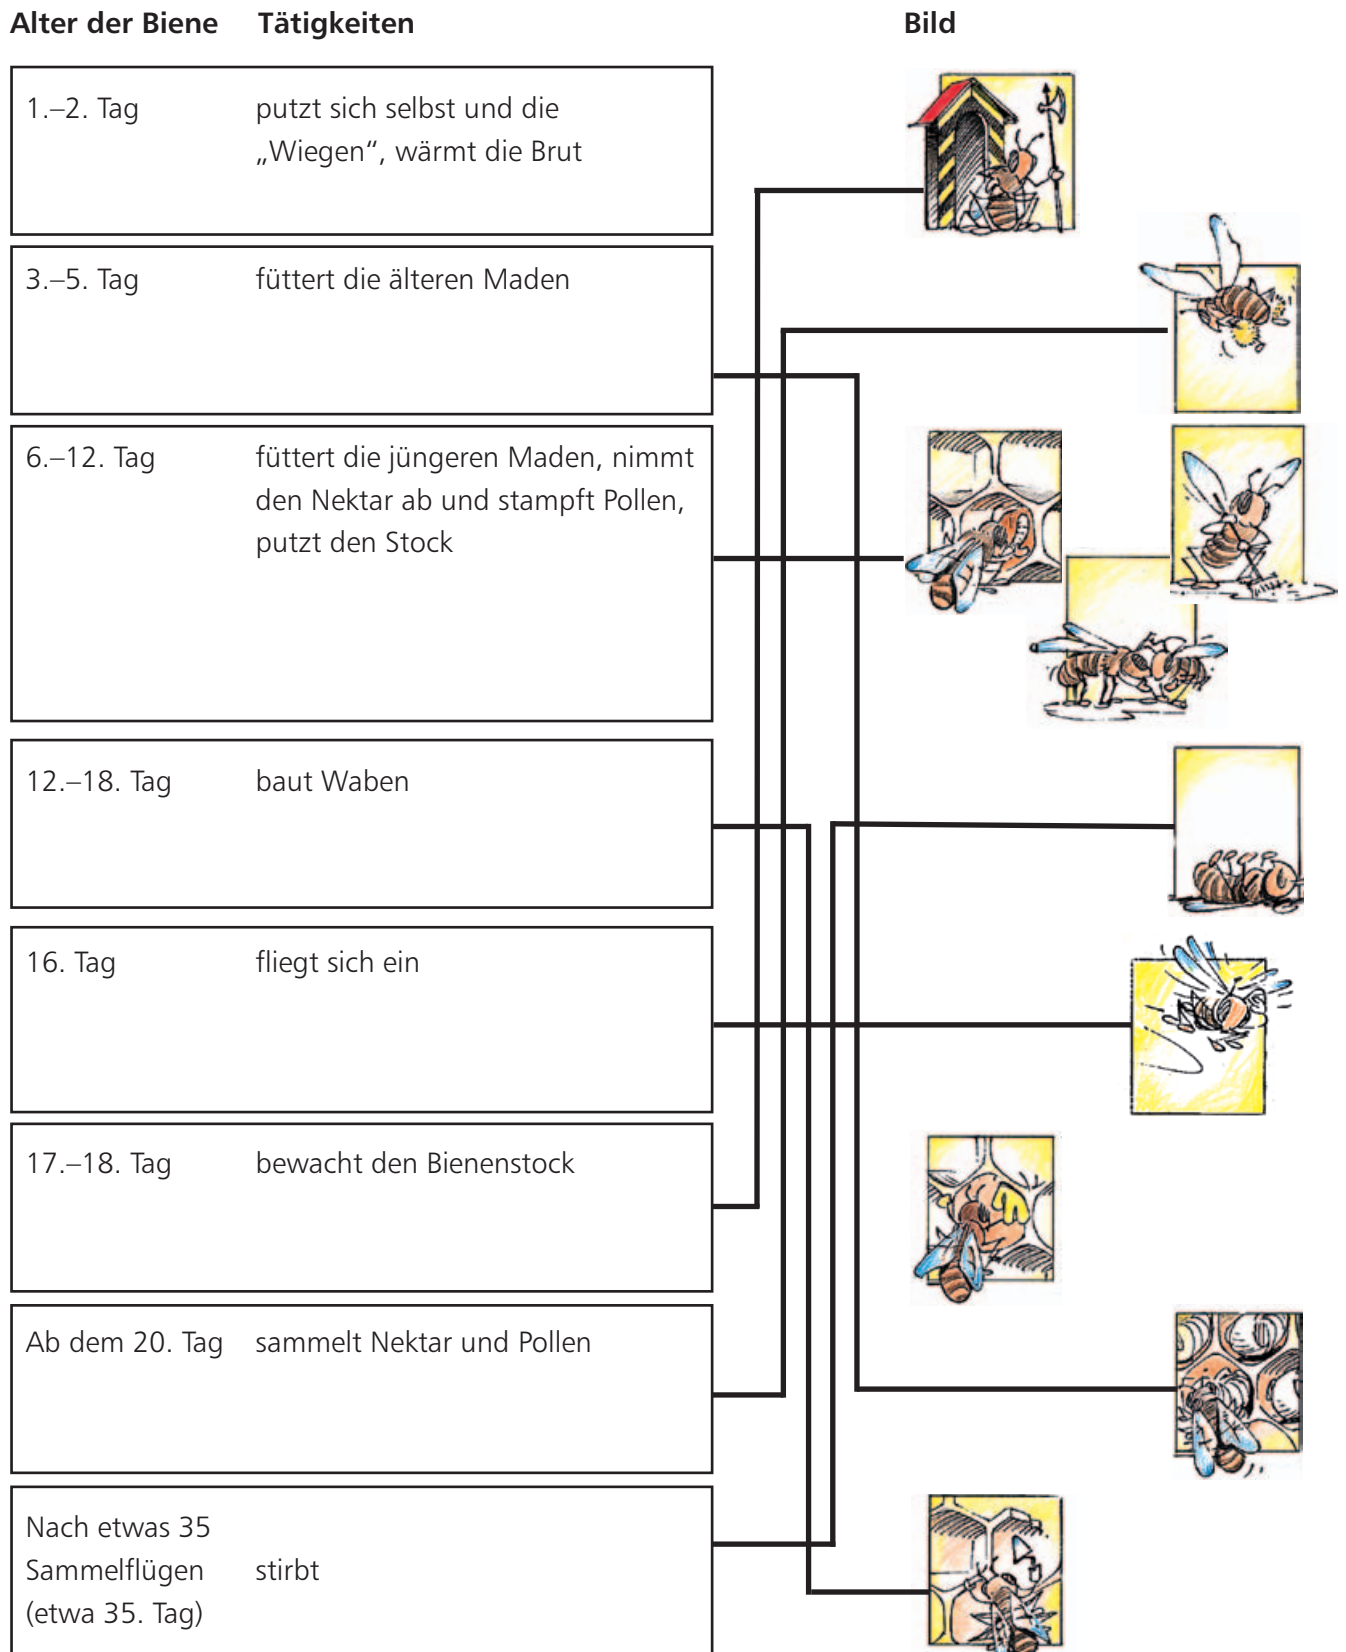 Alter der Biene Tätigkeiten Bild
1.–2. Tag putzt sich selbst und die
„Wiegen“, wärmt die Brut
3.–5. Tag füttert die älteren Maden
6.–12. Tag füttert die jüngeren Maden, nimmt
den Nektar ab und stampft Pollen,
putzt den Stock
12.–18. Tag baut Waben
16. Tag fliegt sich ein
17.–18. Tag bewacht den Bienenstock
Ab dem 20. Tag sammelt Nektar und Pollen
Nach etwas 35
Sammelflügen stirbt
(etwa 35. Tag)